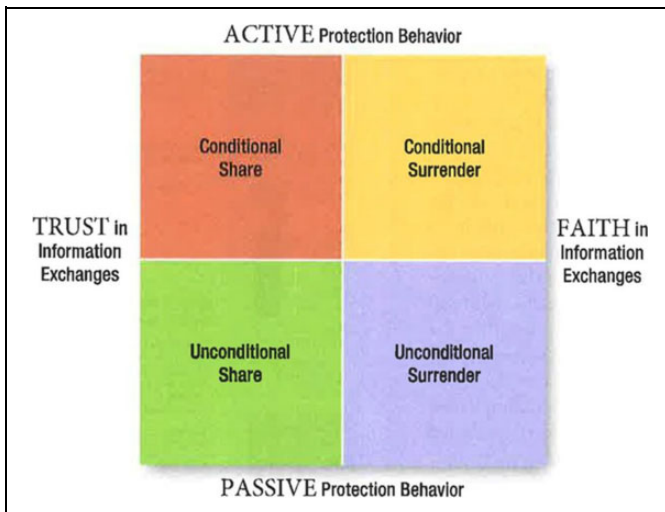 ACTIVE Protection Behavior
Conditional
Share
Conditional
Surrender
TRUST in
Information
Exchanges
FAITH in
Information
Exchanges
Unconditional
Share
Unconditional
Surrender
PASSIVE Protection Behavior